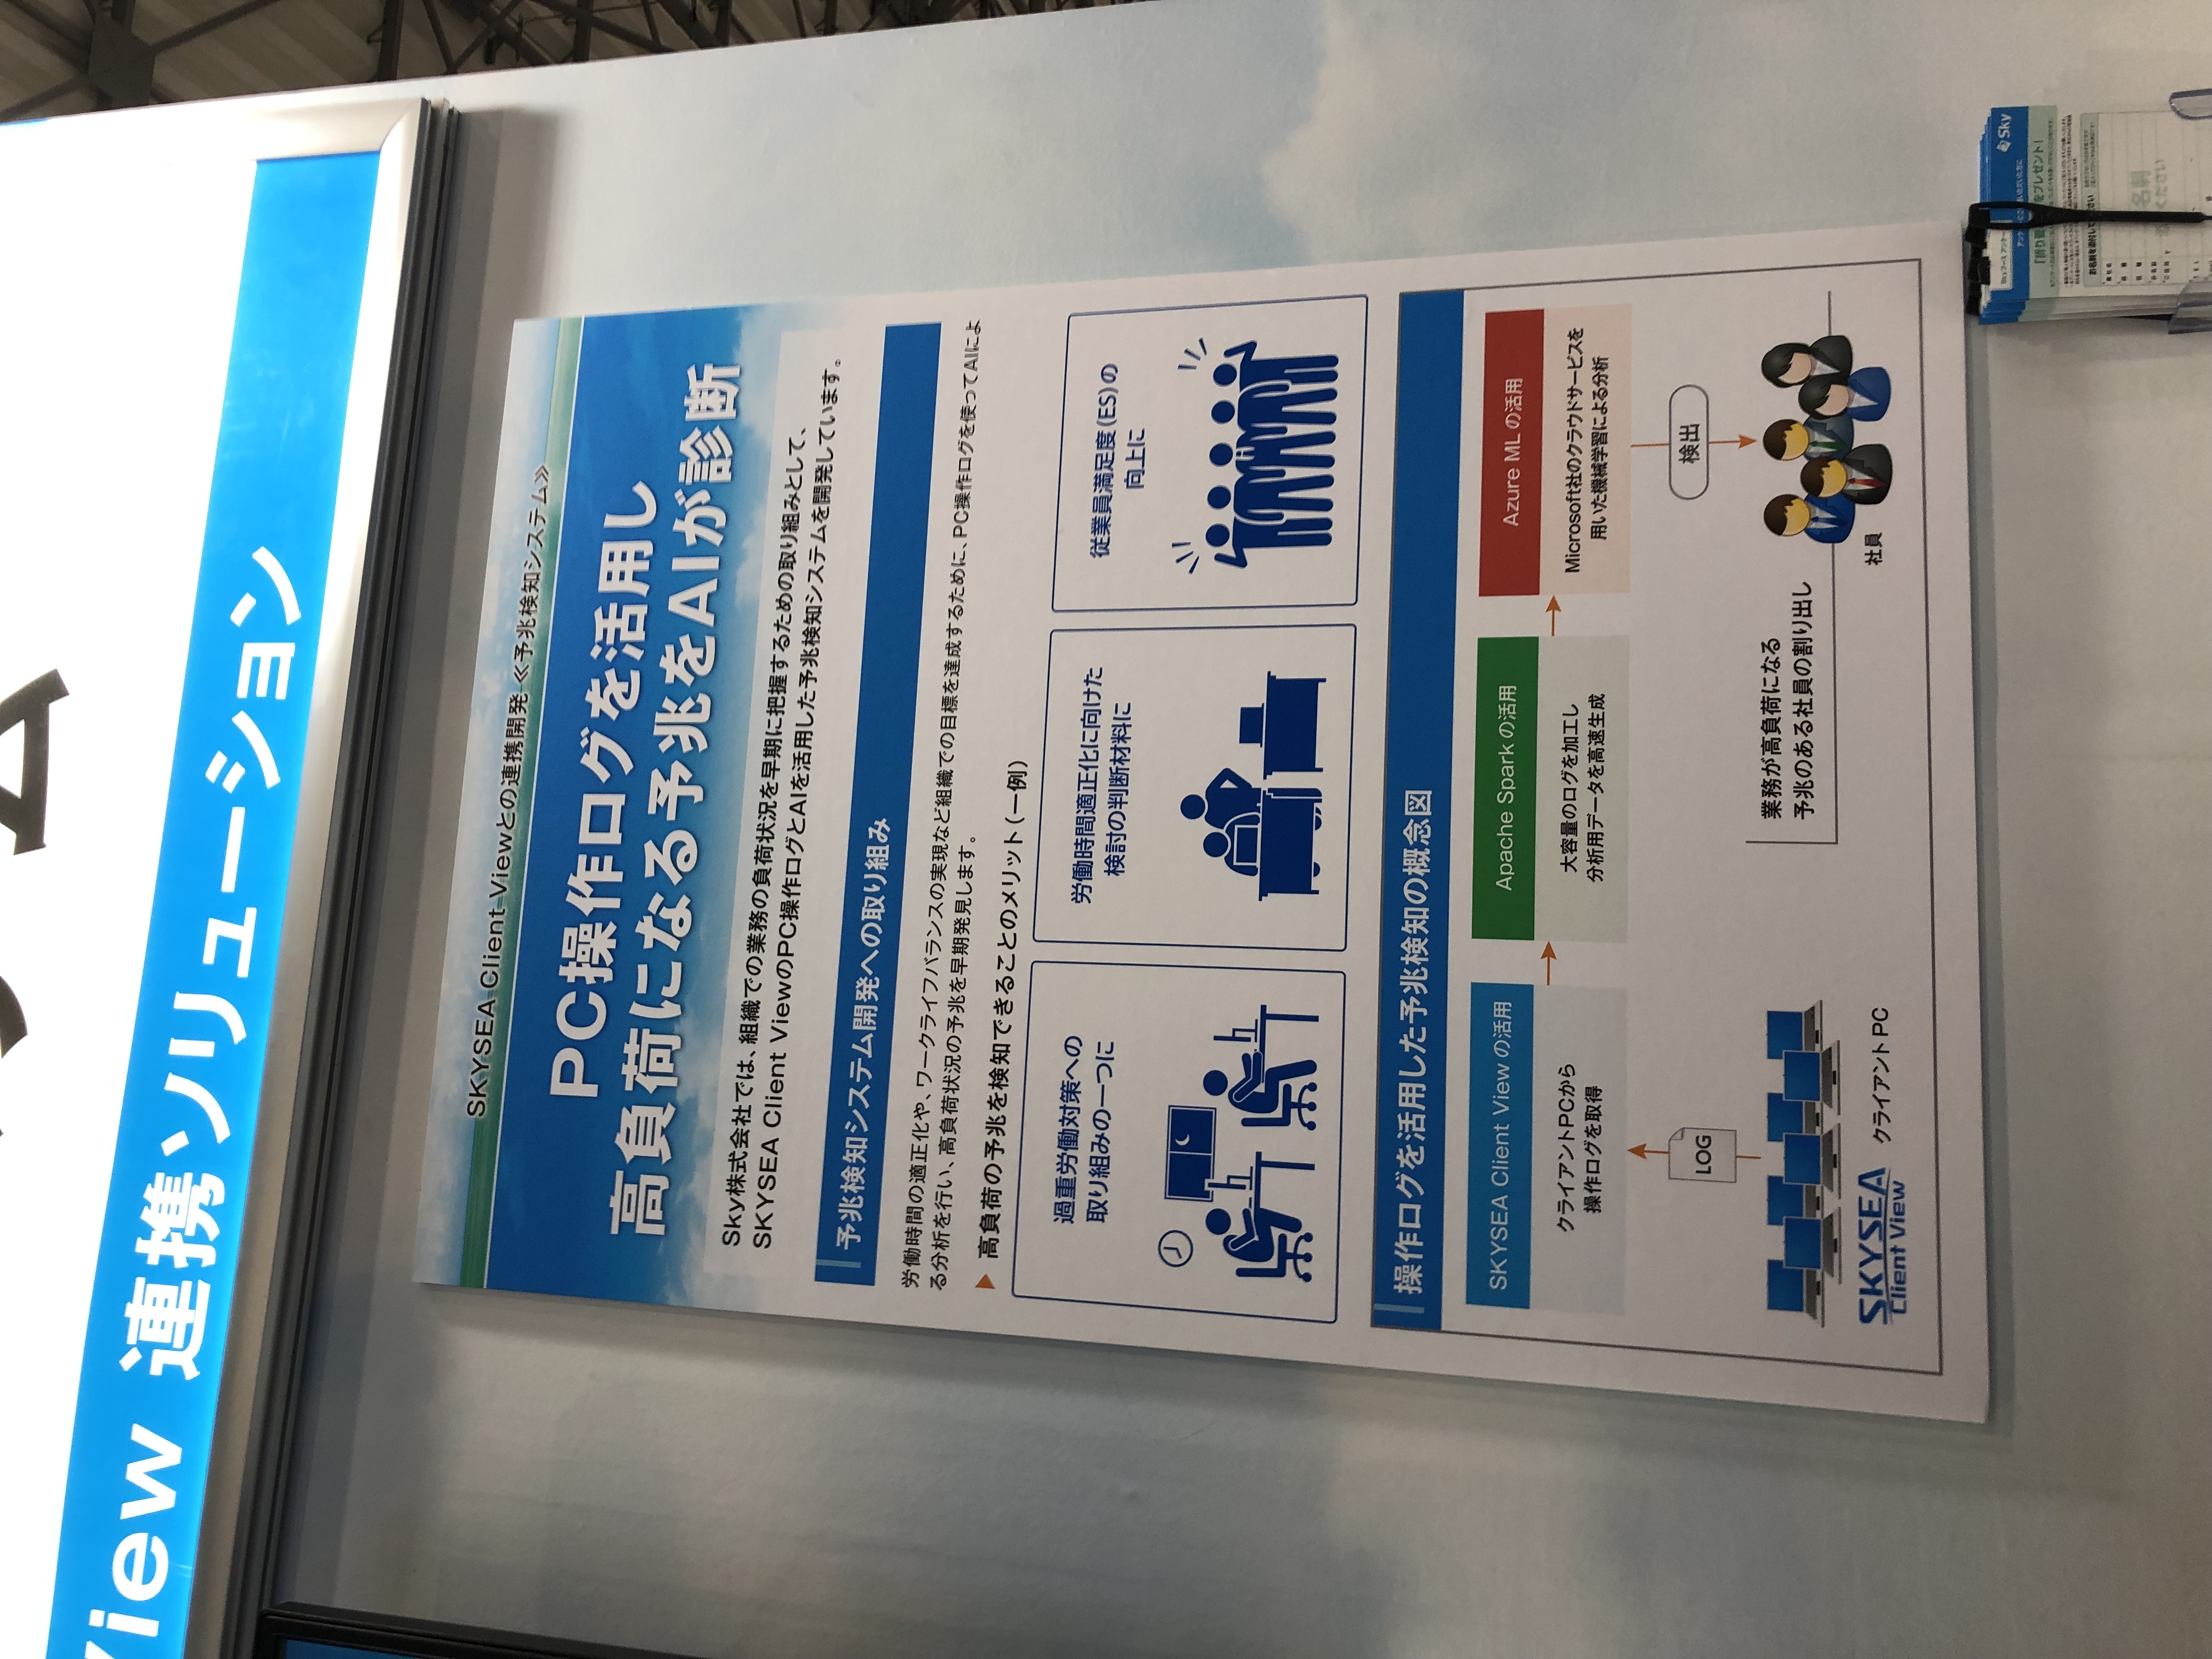 ム
View 連携ソリューション
SKYSEA Client Viewとの連携開発 ≪予兆検知システム≫
PC操作ログを活用し
高負荷になる予兆をAIが診断
Sky株式会社では、組織での業務の負荷状況を早期に把握するための取り組みとして、
SKYSEA Client ViewのPC操作ログとAIを活用した予兆検知システムを開発しています。
予兆検知システム開発への取り組み
労働時間の適正化や、ワークライフバランスの実現など組織での目標を達成するために、PC操作ログを使ってAIによ
る分析を行い、高負荷状況の予兆を早期発見します。
▶ 高負荷の予兆を検知できることのメリット(一例)
過重労働対策への
取り組みの一つに
労働時間適正化に向けた
検討の判断材料に
従業員満足度(ES)の
向上に
操作ログを活用した予兆検知の概念図
SKYSEA Client View の活用
クライアントPCから
操作ログを取得
Apache Spark の活用
大容量のログを加工し
分析用データを高速生成
Azure ML の活用
Microsoft社のクラウドサービスを
用いた機械学習による分析
LOG
検出
業務が高負荷になる
予兆のある社員の割り出し
SKYSEA
Client View
クライアント PC
社員
Sky
をプレゼント!
お名刺を添付して ださい
名刺
ください